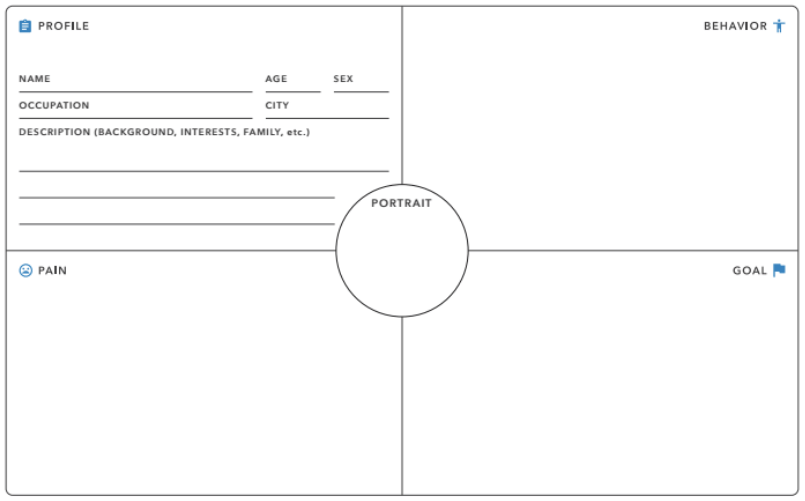 PROFILE
BEHAVIOR
NAME AGE SEX
OCCUPATION CITY
DESCRIPTION (BACKGROUND, INTERESTS, FAMILY, etc.)
PORTRAIT
PAIN
GOAL